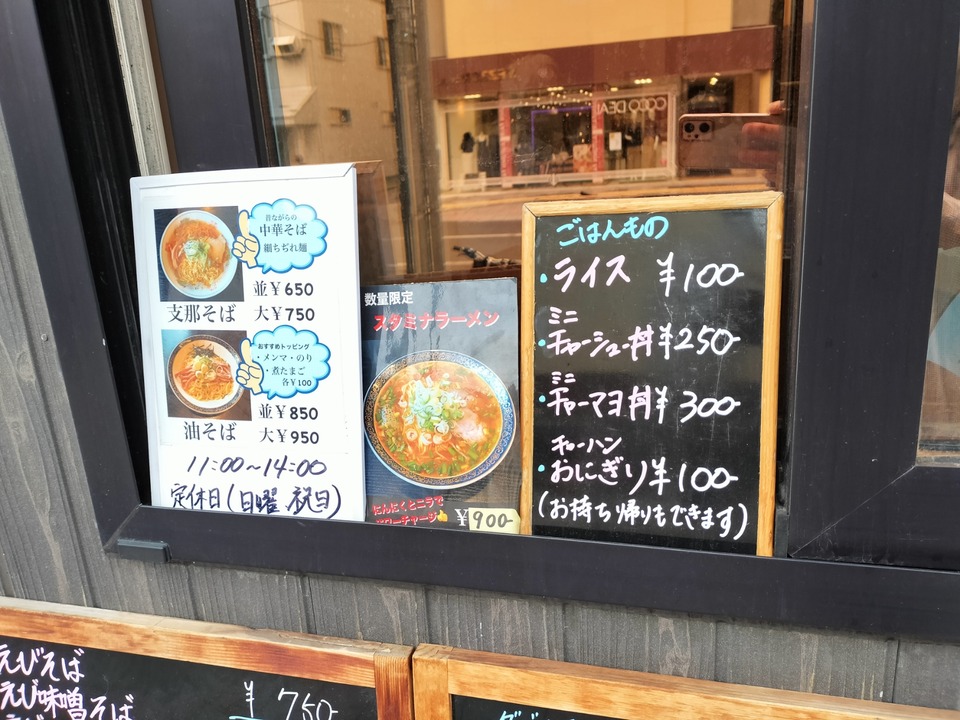 昔ながらの
中華そば
細ちぢれ麺
並￥650
支那そば 大￥750
おすすめトッピング
・メンマ・のり
・煮たまご
各￥100
並￥850
油そば 大￥950
11:00～14:00
定休日(日曜、祝日)
数量限定
スタミナラーメン
にんにくとニラで
パワーチャージ👍
￥900-
ごはんもの
・ライス ￥100-
ミニ
・チャーシュー丼￥250-
ミニ
・チャーマヨ丼￥300-
チャーハン
・おにぎり￥100-
(お持ち帰りもできます)
えびそば
えび味噌そば
￥750-